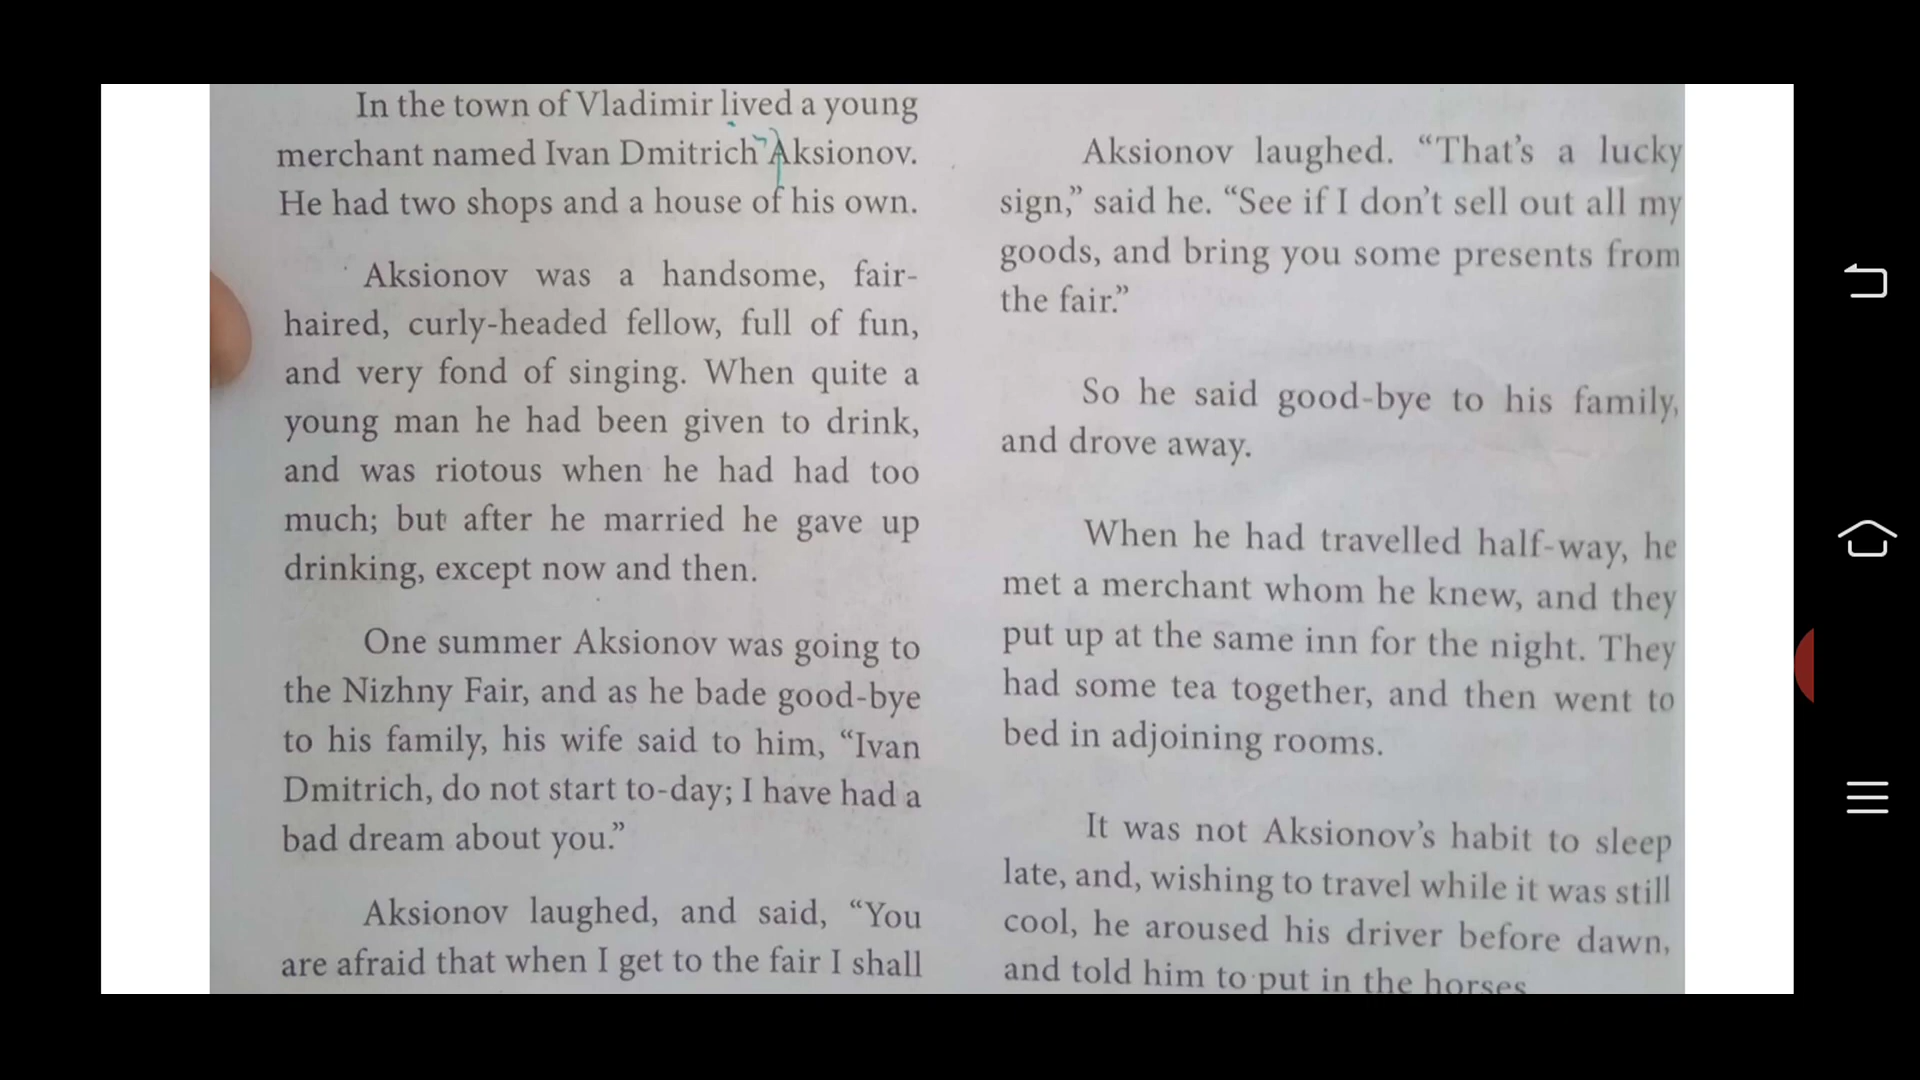 In the town of Vladimir lived a young
merchant named Ivan Dmitrich Aksionov.
He had two shops and a house of his own.
Aksionov was a handsome, fair-
haired, curly-headed fellow, full of fun,
and very fond of singing. When quite a
young man he had been given to drink,
and was riotous when he had had too
much; but after he married he gave up
drinking, except now and then.
One summer Aksionov was going to
the Nizhny Fair, and as he bade good-bye
to his family, his wife said to him, “Ivan
Dmitrich, do not start to-day; I have had a
bad dream about you.”
Aksionov laughed, and said, “You
are afraid that when I get to the fair I shall
Aksionov laughed. “That’s a lucky
sign,” said he. “See if I don’t sell out all my
goods, and bring you some presents from
the fair.”
So he said good-bye to his family,
and drove away.
When he had travelled half-way, he
met a merchant whom he knew, and they
put up at the same inn for the night. They
had some tea together, and then went to
bed in adjoining rooms.
It was not Aksionov’s habit to sleep
late, and, wishing to travel while it was still
cool, he aroused his driver before dawn,
and told him to put in the horses